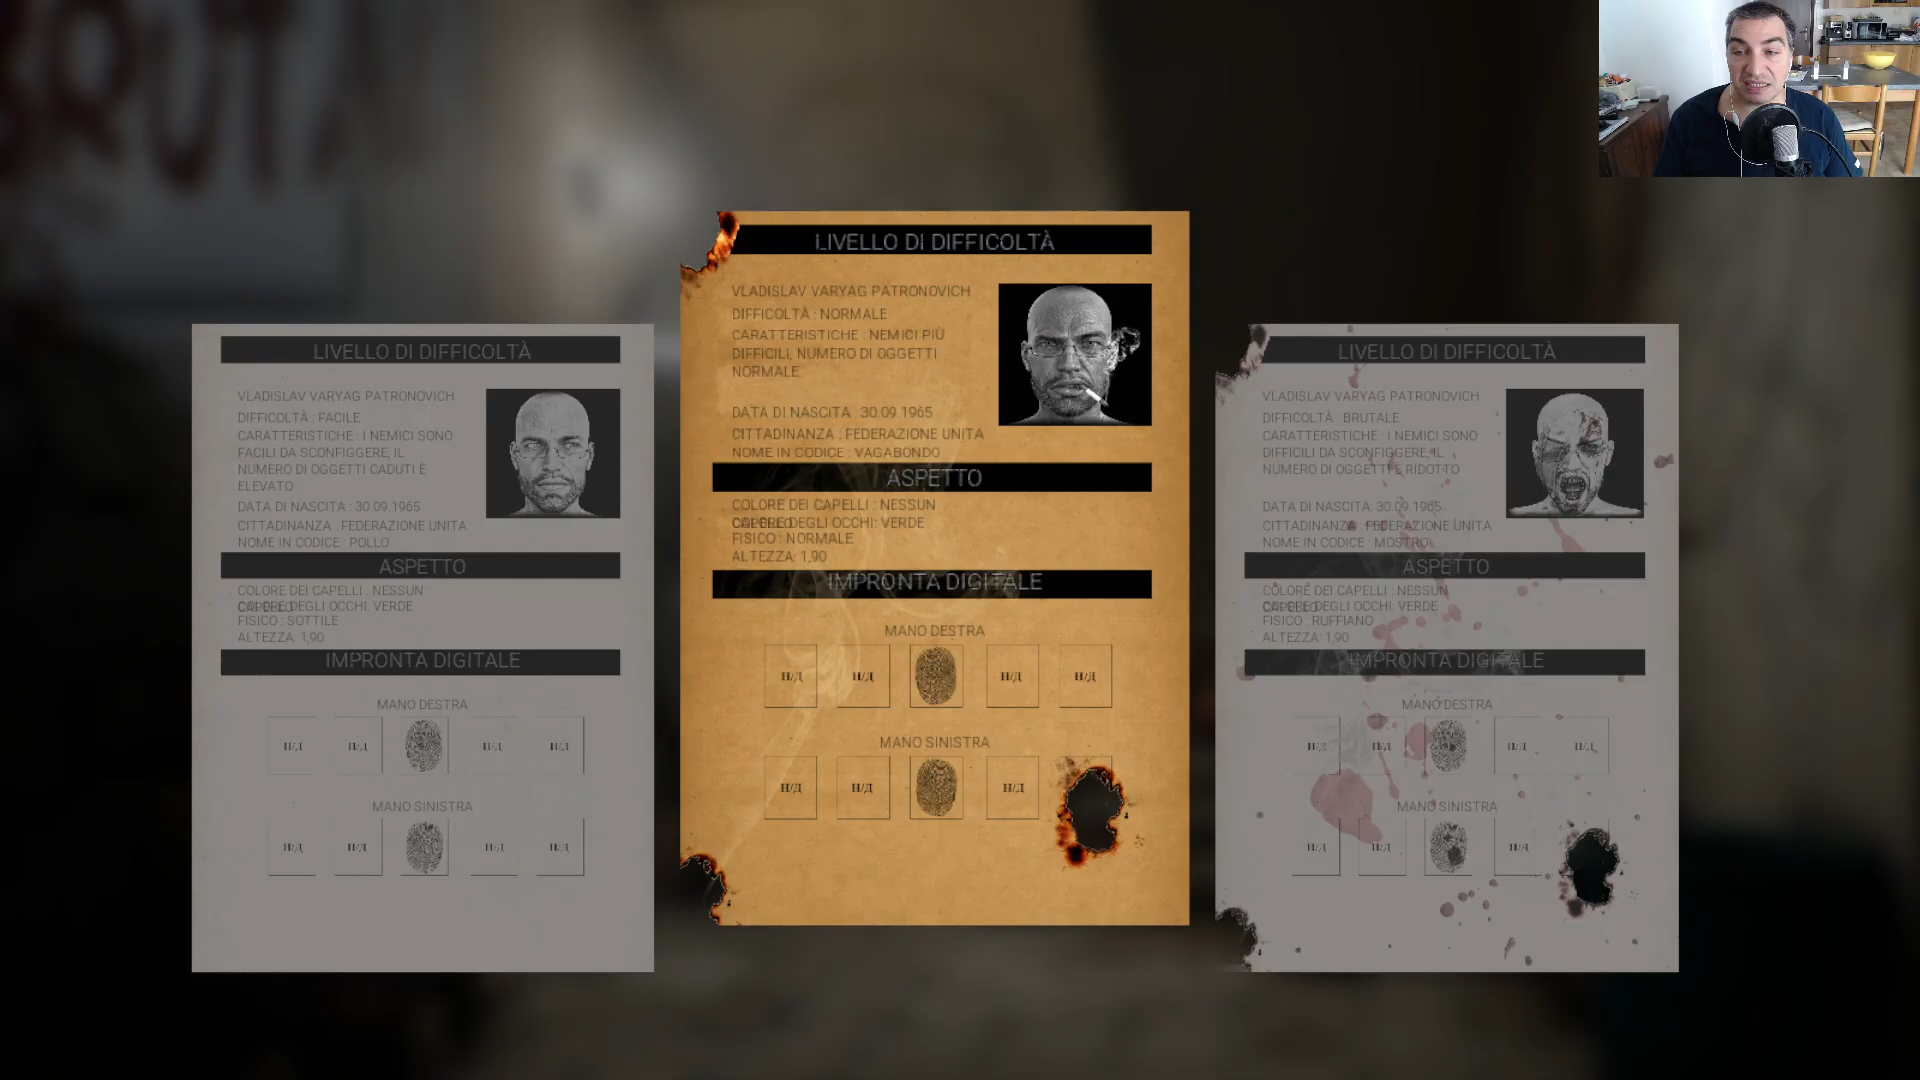 LIVELLO DI DIFFICOLTÀ
VLADISLAV VARYAG PATRONOVICH
DIFFICOLTÀ : FACILE
CARATTERISTICHE : I NEMICI SONO
FACILI DA SCONFIGGERE, IL
NUMERO DI OGGETTI CADUTI È
ELEVATO
DATA DI NASCITA : 30.09.1965
CITTADINANZA : FEDERAZIONE UNITA
NOME IN CODICE : POLLO
ASPETTO
COLORE DEI CAPELLI : NESSUN
CAPELLO
COLORE DEGLI OCCHI: VERDE
FISICO : SOTTILE
ALTEZZA: 1,90
IMPRONTA DIGITALE
MANO DESTRA
Н/Д Н/Д Н/Д Н/Д
MANO SINISTRA
Н/Д Н/Д Н/Д Н/Д
LIVELLO DI DIFFICOLTÀ
VLADISLAV VARYAG PATRONOVICH
DIFFICOLTÀ : NORMALE
CARATTERISTICHE : NEMICI PIÙ
DIFFICILI, NUMERO DI OGGETTI
NORMALE
DATA DI NASCITA : 30.09.1965
CITTADINANZA : FEDERAZIONE UNITA
NOME IN CODICE : VAGABONDO
ASPETTO
COLORE DEI CAPELLI : NESSUN
CAPELLO
COLORE DEGLI OCCHI: VERDE
FISICO : NORMALE
ALTEZZA: 1,90
IMPRONTA DIGITALE
MANO DESTRA
Н/Д Н/Д Н/Д Н/Д
MANO SINISTRA
Н/Д Н/Д Н/Д
LIVELLO DI DIFFICOLTÀ
VLADISLAV VARYAG PATRONOVICH
DIFFICOLTÀ : BRUTALE
CARATTERISTICHE : I NEMICI SONO
DIFFICILI DA SCONFIGGERE, IL
NUMERO DI OGGETTI È RIDOTTO
DATA DI NASCITA: 30.09.1965
CITTADINANZA : FEDERAZIONE UNITA
NOME IN CODICE : MOSTRO
ASPETTO
COLORE DEI CAPELLI : NESSUN
CAPELLO
COLORE DEGLI OCCHI: VERDE
FISICO : RUFFIANO
ALTEZZA: 1,90
IMPRONTA DIGITALE
MANO DESTRA
Н/Д Н/Д Н/Д Н/Д
MANO SINISTRA
Н/Д Н/Д Н/Д